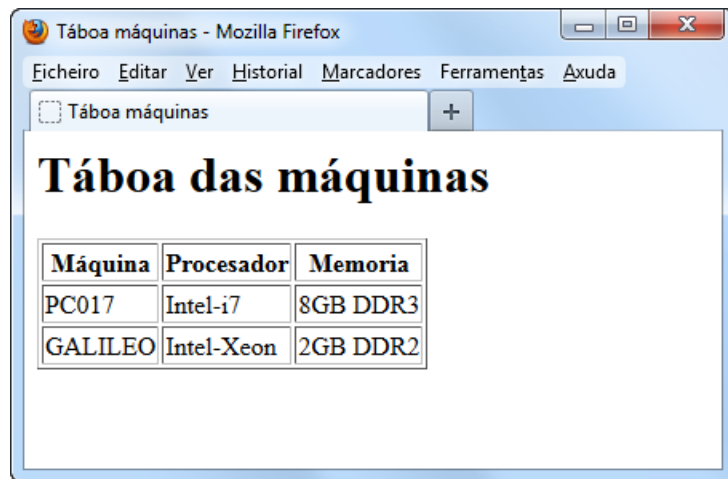 Táboa máquinas - Mozilla Firefox
Ficheiro Editar Ver Historial Marcadores Ferramentas Axuda
Táboa máquinas
Táboa das máquinas
Máquina Procesador Memoria
PC017 Intel-i7 8GB DDR3
GALILEO Intel-Xeon 2GB DDR2